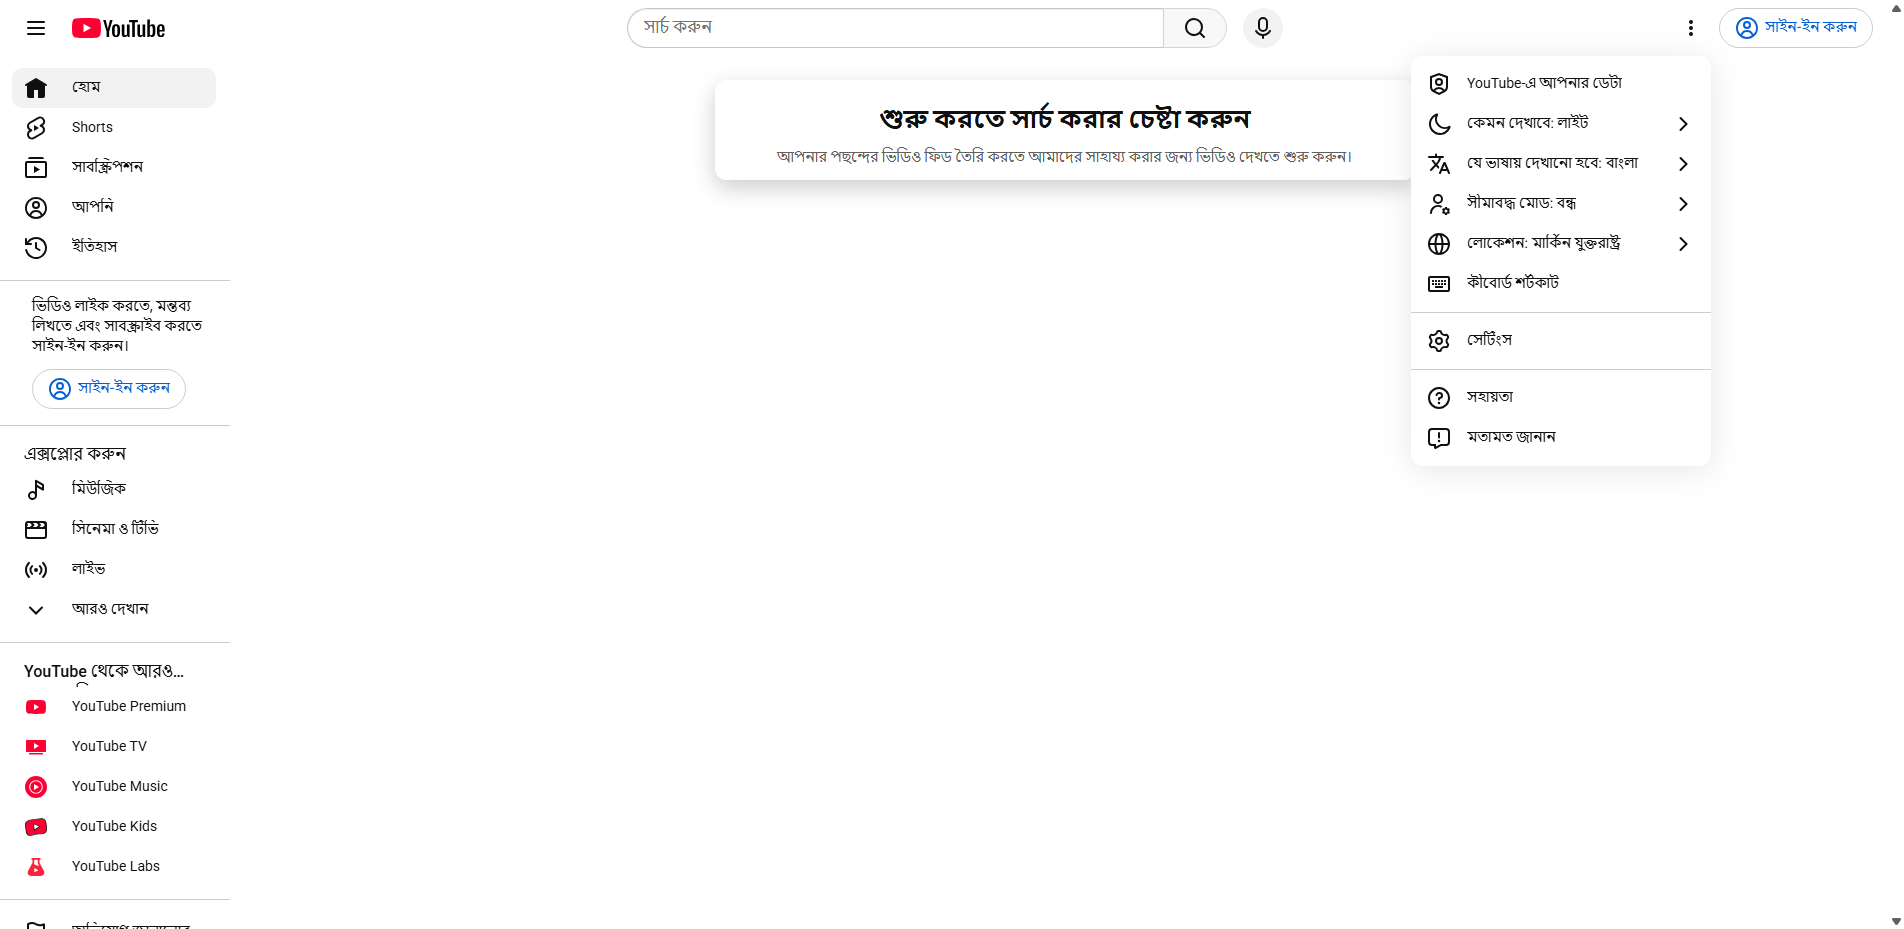 YouTube
সার্চ করুন
সাইন-ইন করুন
হোম
Shorts
সাবস্ক্রিপশন
আপনি
ইতিহাস
ভিডিও লাইক করতে, মন্তব্য
লিখতে এবং সাবস্ক্রাইব করতে
সাইন-ইন করুন।
সাইন-ইন করুন
এক্সপ্লোর করুন
মিউজিক
সিনেমা ও টিভি
লাইভ
আরও দেখান
YouTube থেকে আরও...
YouTube Premium
YouTube TV
YouTube Music
YouTube Kids
YouTube Labs
শুরু করতে সার্চ করার চেষ্টা করুন
আপনার পছন্দের ভিডিও ফিড তৈরি করতে আমাদের সাহায্য করার জন্য ভিডিও দেখতে শুরু করুন।
YouTube-এ আপনার ডেটা
কেমন দেখাবে: লাইট
যে ভাষায় দেখানো হবে: বাংলা
সীমাবদ্ধ মোড: বন্ধ
লোকেশন: মার্কিন যুক্তরাষ্ট্র
কীবোর্ড শর্টকাট
সেটিংস
সহায়তা
মতামত জানান